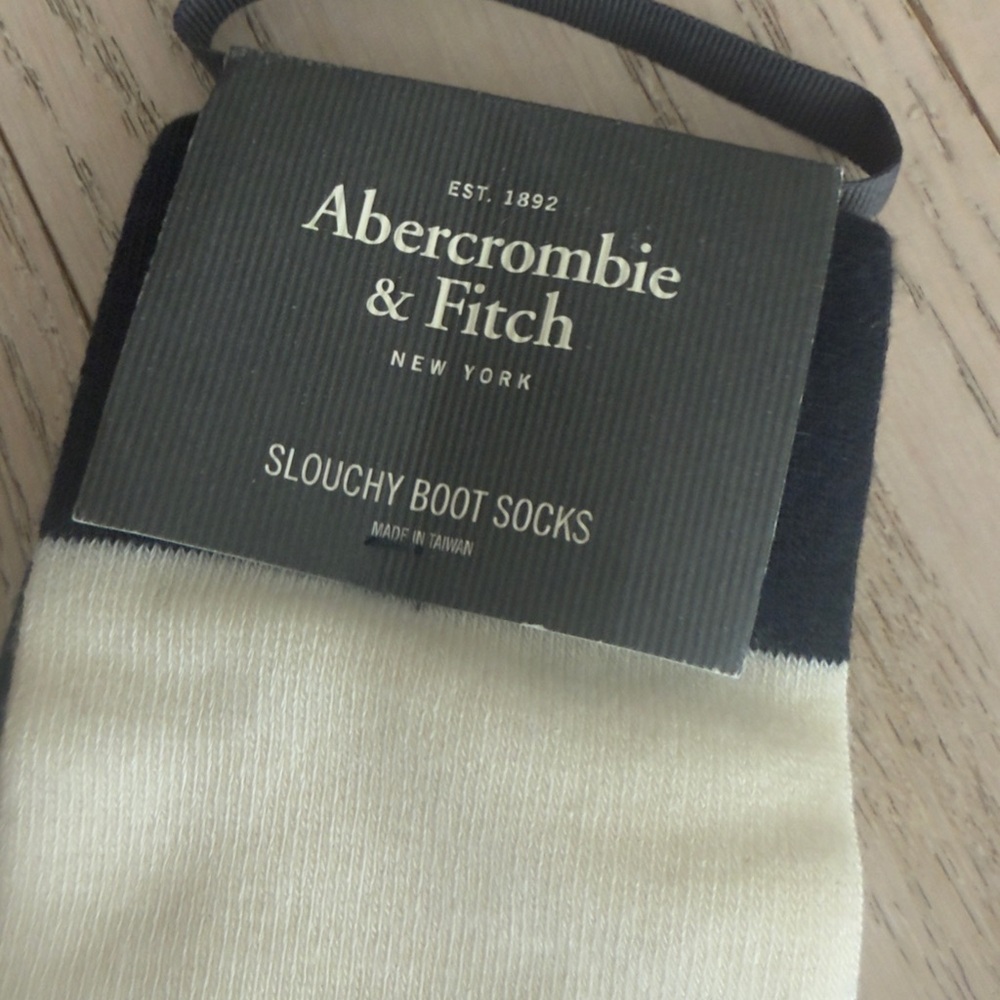 EST. 1892
Abercrombie
& Fitch
NEW YORK
SLOUCHY BOOT SOCKS
MADE IN TAIWAN